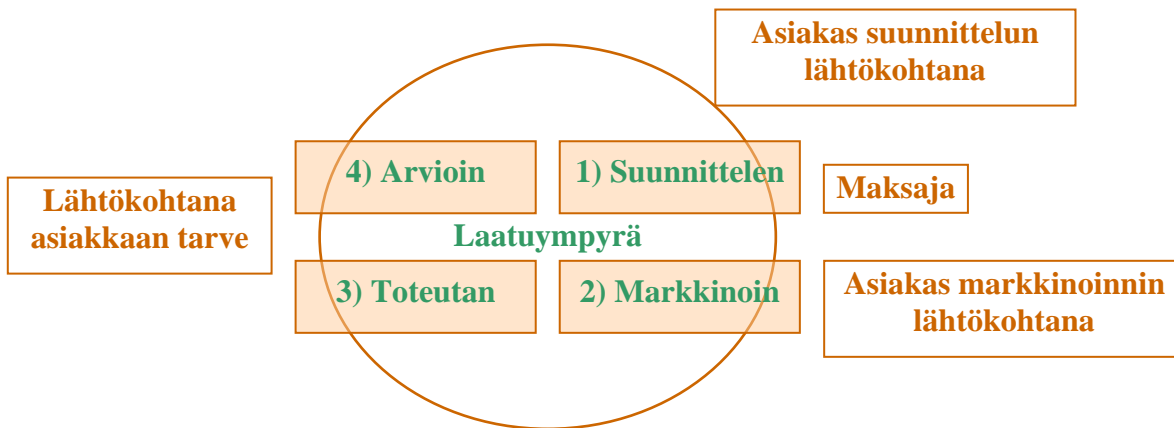 Asiakas suunnittelun
lähtökohtana
4) Arvioin
1) Suunnittelen
Maksaja
Lähtökohtana
asiakkaan tarve
Laatuympyrä
3) Toteutan
2) Markkinoin
Asiakas markkinoinnin
lähtökohtana